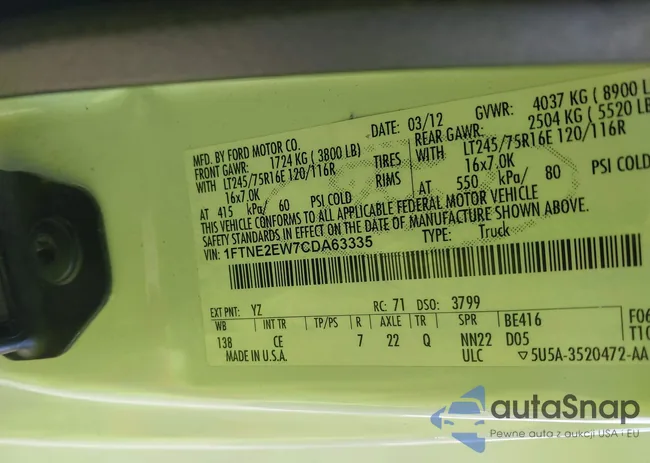 MFD. BY FORD MOTOR CO. DATE: 03/12 GVWR: 4037 KG ( 8900 L
FRONT GAWR: 1724 KG ( 3800 LB) REAR GAWR: 2504 KG ( 5520 LB)
WITH LT245/75R16E 120/116R TIRES WITH LT245/75R16E 120/116R
16x7.0K RIMS 16x7.0K
AT 415 kPa/ 60 PSI COLD AT 550 kPa/ 80 PSI COLD
THIS VEHICLE CONFORMS TO ALL APPLICABLE FEDERAL MOTOR VEHICLE
SAFETY STANDARDS IN EFFECT ON THE DATE OF MANUFACTURE SHOWN ABOVE.
VIN: 1FTNE2EW7CDA63335 TYPE: Truck
EXT PNT: YZ RC: 71 DSO: 3799
WB INT TR TP/PS R AXLE TR SPR BE416 F06
138 CE 7 22 Q NN22 D05 T10
MADE IN U.S.A. ULC ▽5U5A-3520472-AA
autaSnap
Pewne auta z aukcji USA i EU